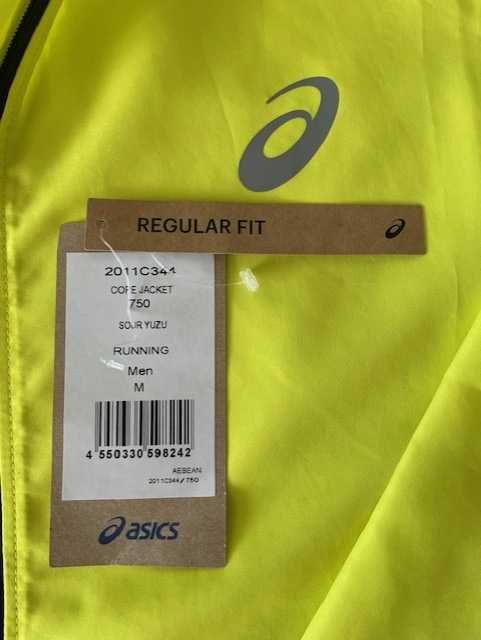 REGULAR FIT
2011C344
CORE JACKET
750
SOUR YUZU
RUNNING
Men
M
4 550330 598242
AEBEAN
2011C344/750
asics